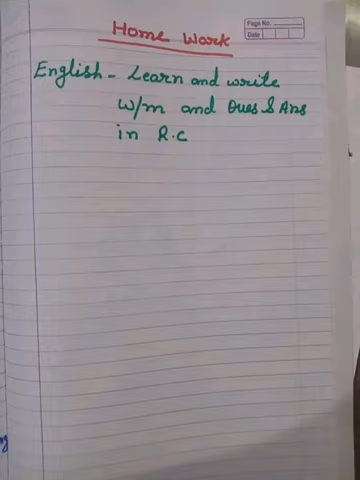 Home Work
Page No.
Date
English - Learn and write
W/m and Ques & Ans
in R.C